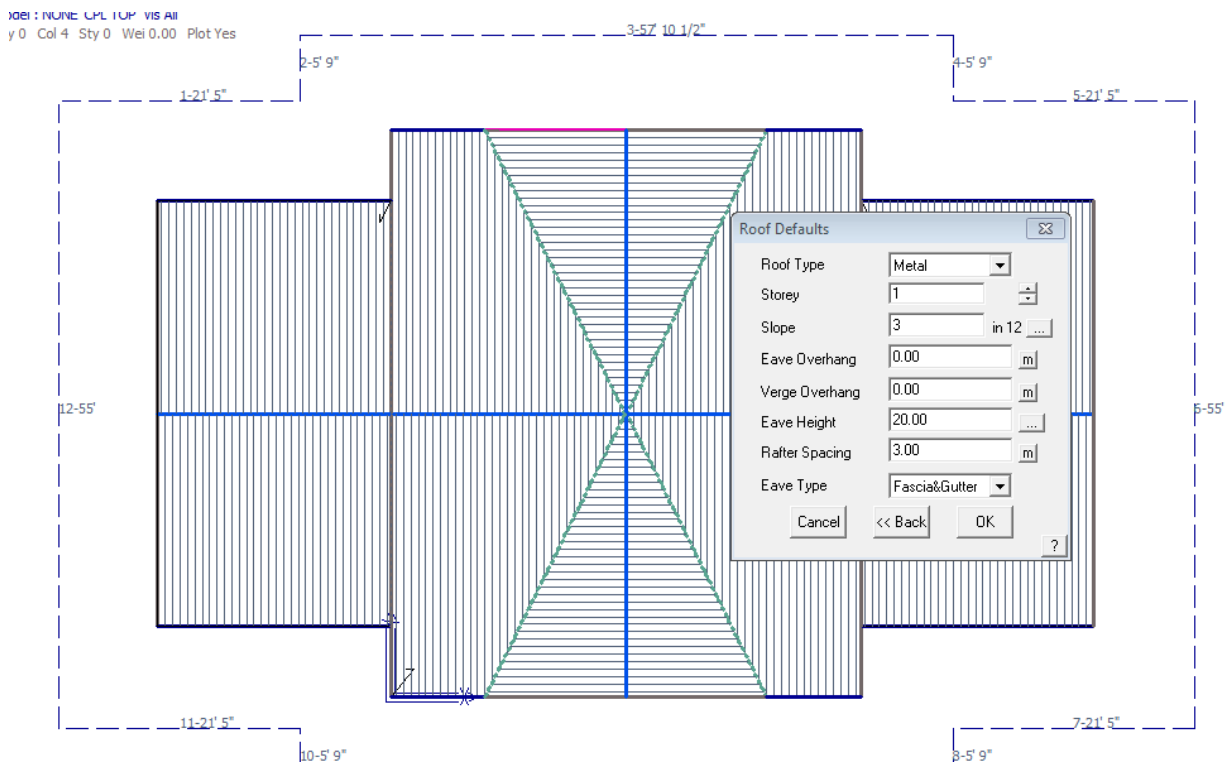 odel : NONE CPL TOP Vis All
y 0 Col 4 Sty 0 Wei 0.00 Plot Yes
3-57' 10 1/2"
2-5' 9"
4-5' 9"
1-21' 5"
5-21' 5"
Roof Defaults
Roof Type Metal
Storey 1
Slope 3 in 12 ...
Eave Overhang 0.00 m
Verge Overhang 0.00 m
12-55'
6-55'
Eave Height 20.00 ...
Rafter Spacing 3.00 m
Eave Type Fascia&Gutter
Cancel << Back OK
?
Z
X
11-21' 5"
7-21' 5"
10-5' 9"
8-5' 9"